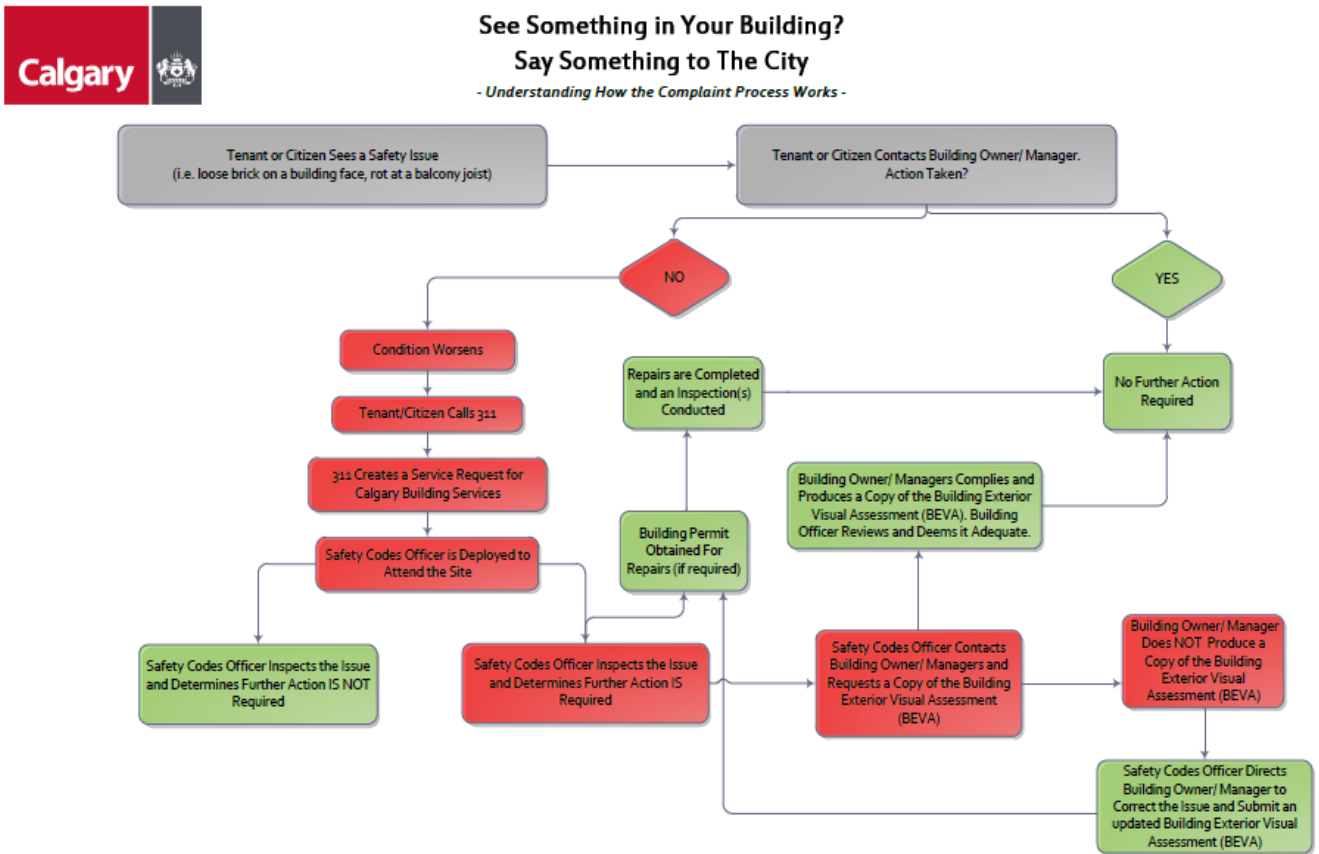 Calgary
See Something in Your Building?
Say Something to The City
- Understanding How the Complaint Process Works -
Tenant or Citizen Sees a Safety Issue
(i.e. loose brick on a building face, rot at a balcony joist)
Tenant or Citizen Contacts Building Owner/ Manager.
Action Taken?
NO
YES
Condition Worsens
Tenant/Citizen Calls 311
311 Creates a Service Request for
Calgary Building Services
Safety Codes Officer is Deployed to
Attend the Site
Repairs are Completed
and an Inspection(s)
Conducted
No Further Action
Required
Building Permit
Obtained For
Repairs (if required)
Building Owner/ Managers Complies and
Produces a Copy of the Building Exterior
Visual Assessment (BEVA). Building
Officer Reviews and Deems it Adequate.
Safety Codes Officer Inspects the Issue
and Determines Further Action IS NOT
Required
Safety Codes Officer Inspects the Issue
and Determines Further Action IS
Required
Safety Codes Officer Contacts
Building Owner/ Managers and
Requests a Copy of the Building
Exterior Visual Assessment
(BEVA)
Building Owner/ Manager
Does NOT Produce a
Copy of the Building
Exterior Visual
Assessment (BEVA)
Safety Codes Officer Directs
Building Owner/ Manager to
Correct the Issue and Submit an
updated Building Exterior Visual
Assessment (BEVA)